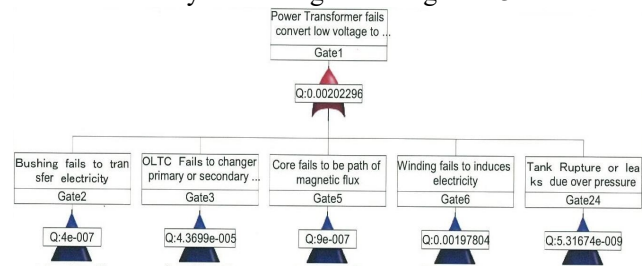 Power Transformer fails
convert low voltage to ...
Gate1
Q:0.00202296
Bushing fails to tran
sfer electricity
Gate2
Q:4e-007
OLTC Fails to changer
primary or secondary ...
Gate3
Q:4.3699e-005
Core fails to be path of
magnetic flux
Gate5
Q:9e-007
Winding fails to induces
electricity
Gate6
Q:0.00197804
Tank Rupture or lea
ks due over pressure
Gate24
Q:5.31674e-009